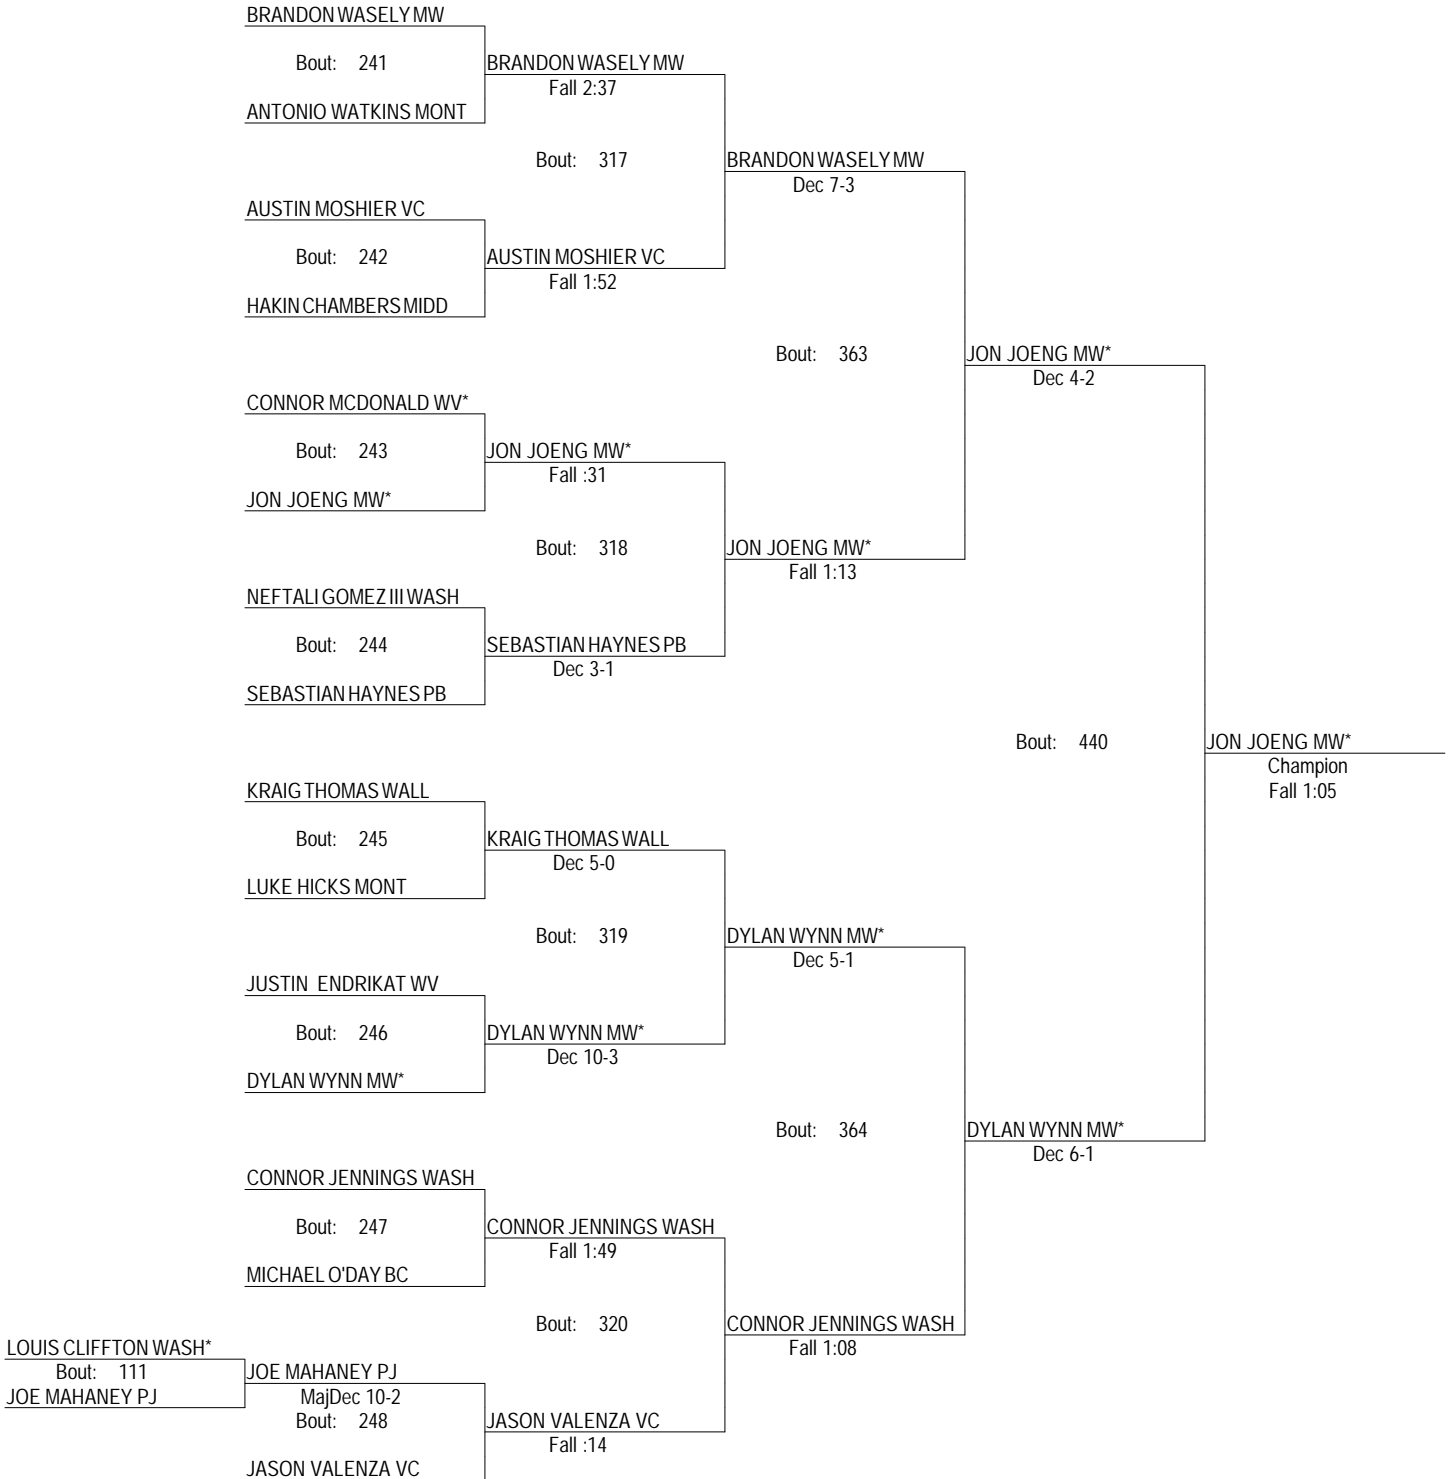 BRANDON WASELY MW
Bout: 241
BRANDON WASELY MW
Fall 2:37
ANTONIO WATKINS MONT
Bout: 317
BRANDON WASELY MW
Dec 7-3
AUSTIN MOSHIER VC
Bout: 242
AUSTIN MOSHIER VC
Fall 1:52
HAKIN CHAMBERS MIDD
Bout: 363
JON JOENG MW*
Dec 4-2
CONNOR MCDONALD WV*
Bout: 243
JON JOENG MW*
Fall :31
JON JOENG MW*
Bout: 318
JON JOENG MW*
Fall 1:13
NEFTALI GOMEZ III WASH
Bout: 244
SEBASTIAN HAYNES PB
Dec 3-1
SEBASTIAN HAYNES PB
Bout: 440
JON JOENG MW*
Champion
Fall 1:05
KRAIG THOMAS WALL
Bout: 245
KRAIG THOMAS WALL
Dec 5-0
LUKE HICKS MONT
Bout: 319
DYLAN WYNN MW*
Dec 5-1
JUSTIN ENDRIKAT WV
Bout: 246
DYLAN WYNN MW*
Dec 10-3
DYLAN WYNN MW*
Bout: 364
DYLAN WYNN MW*
Dec 6-1
CONNOR JENNINGS WASH
Bout: 247
CONNOR JENNINGS WASH
Fall 1:49
MICHAEL O'DAY BC
Bout: 320
CONNOR JENNINGS WASH
Fall 1:08
LOUIS CLIFFTON WASH*
Bout: 111
JOE MAHANEY PJ
JOE MAHANEY PJ
MajDec 10-2
Bout: 248
JASON VALENZA VC
Fall :14
JASON VALENZA VC